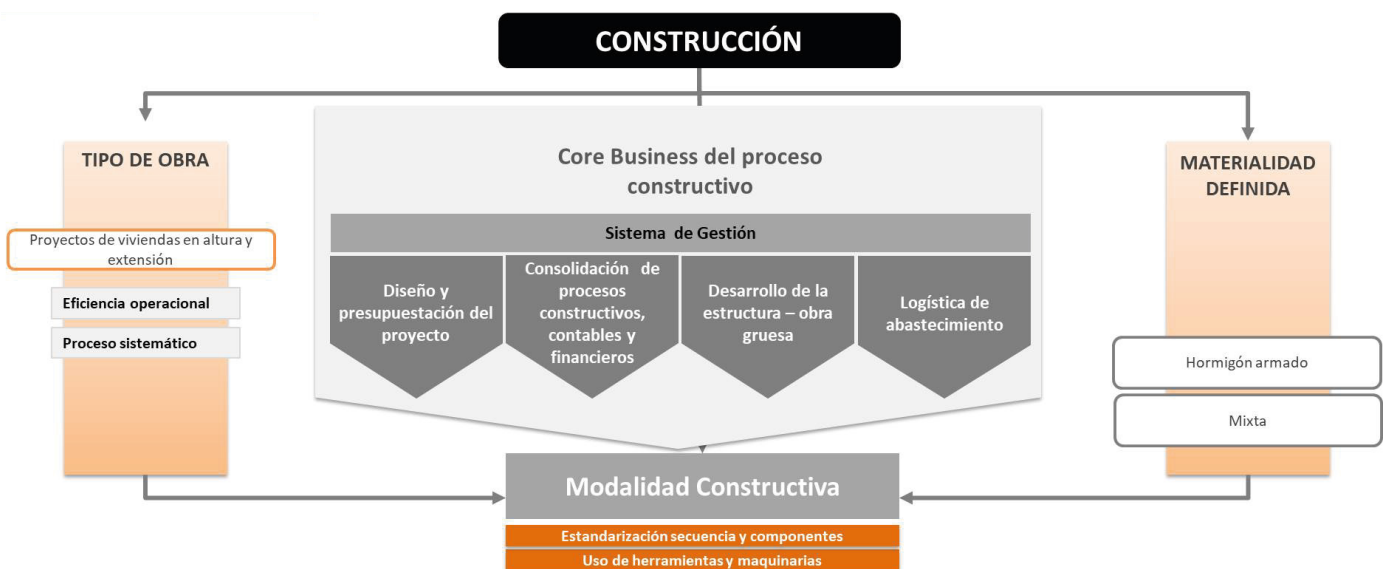 CONSTRUCCIÓN
TIPO DE OBRA
Proyectos de viviendas en altura y
extensión
Eficiencia operacional
Proceso sistemático
Core Business del proceso
constructivo
Sistema de Gestión
Diseño y
presupuestación del
proyecto
Consolidación de
procesos
constructivos,
contables y
financieros
Desarrollo de la
estructura – obra
gruesa
Logística de
abastecimiento
MATERIALIDAD
DEFINIDA
Hormigón armado
Mixta
Modalidad Constructiva
Estandarización secuencia y componentes
Uso de herramientas y maquinarias